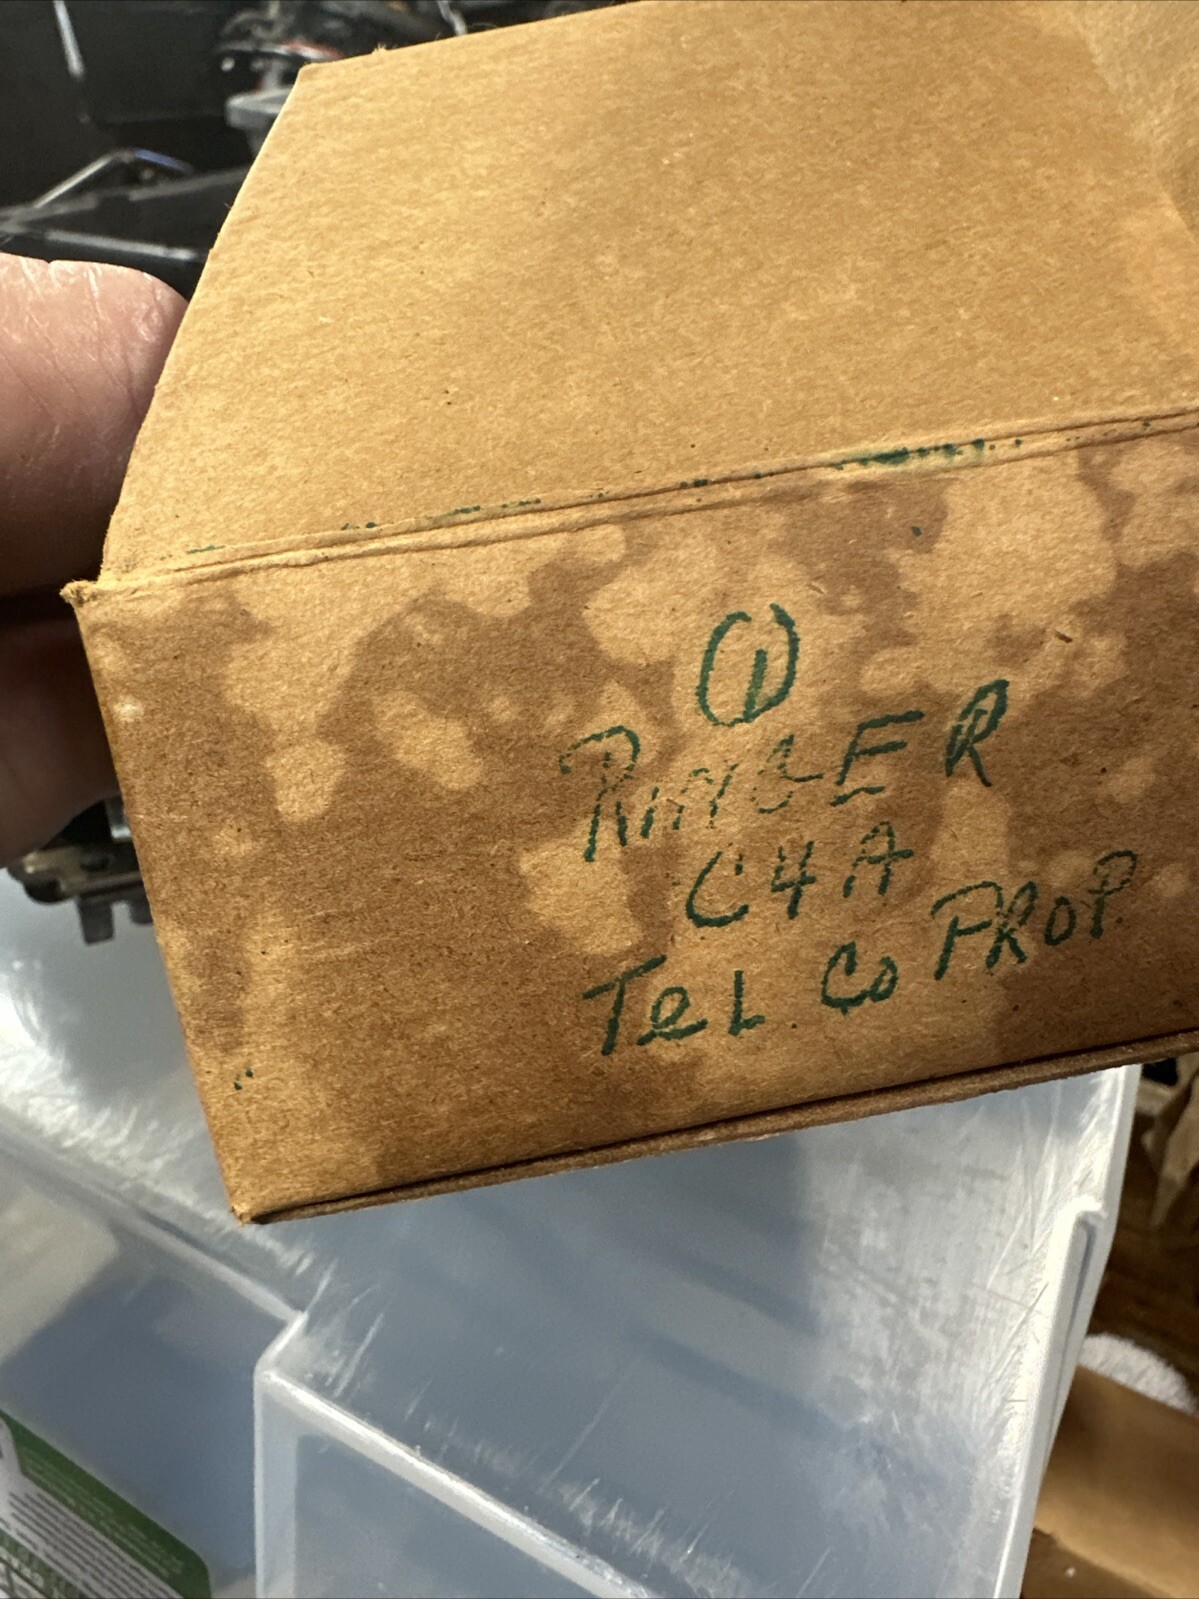 ①
RINGER
C4A
TeL. Co PROP